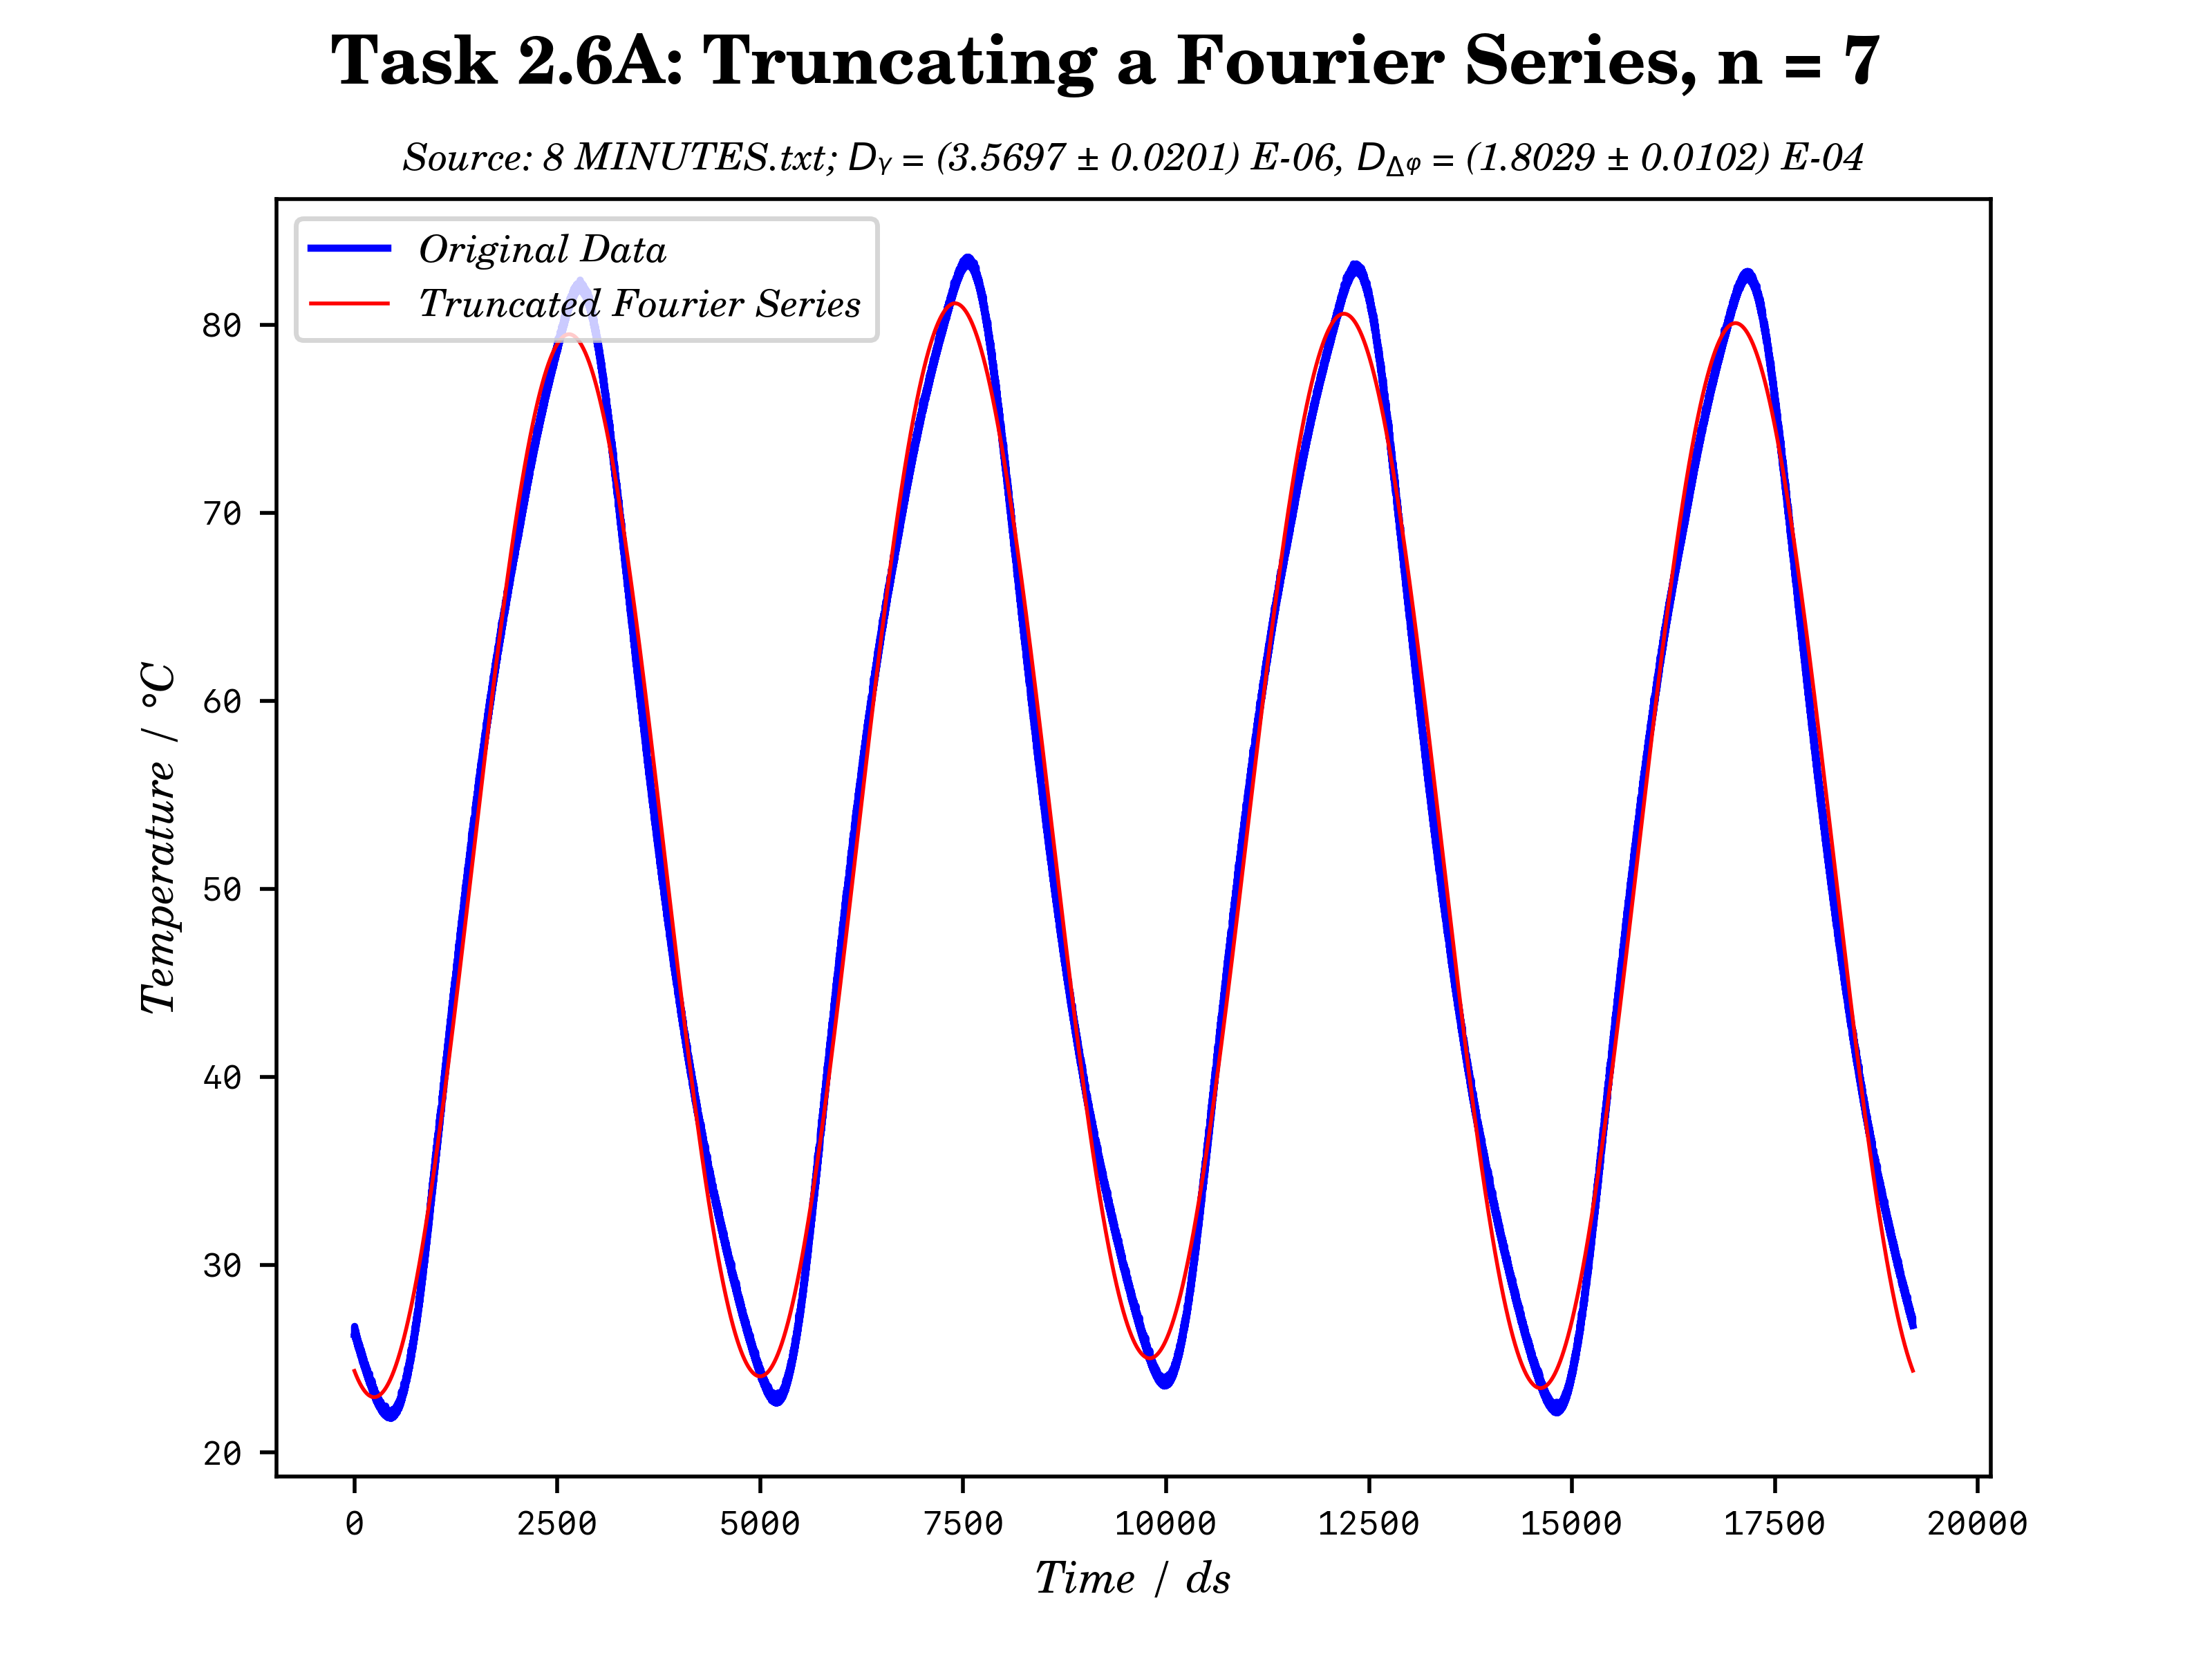 Task 2.6A: Truncating a Fourier Series, n = 7
Source: 8 MINUTES.txt; Dγ = (3.5697 ± 0.0201) E-06, DΔφ = (1.8029 ± 0.0102) E-04
Original Data
Truncated Fourier Series
80
70
60
50
40
30
20
Temperature / °C
0 2500 5000 7500 10000 12500 15000 17500 20000
Time / ds